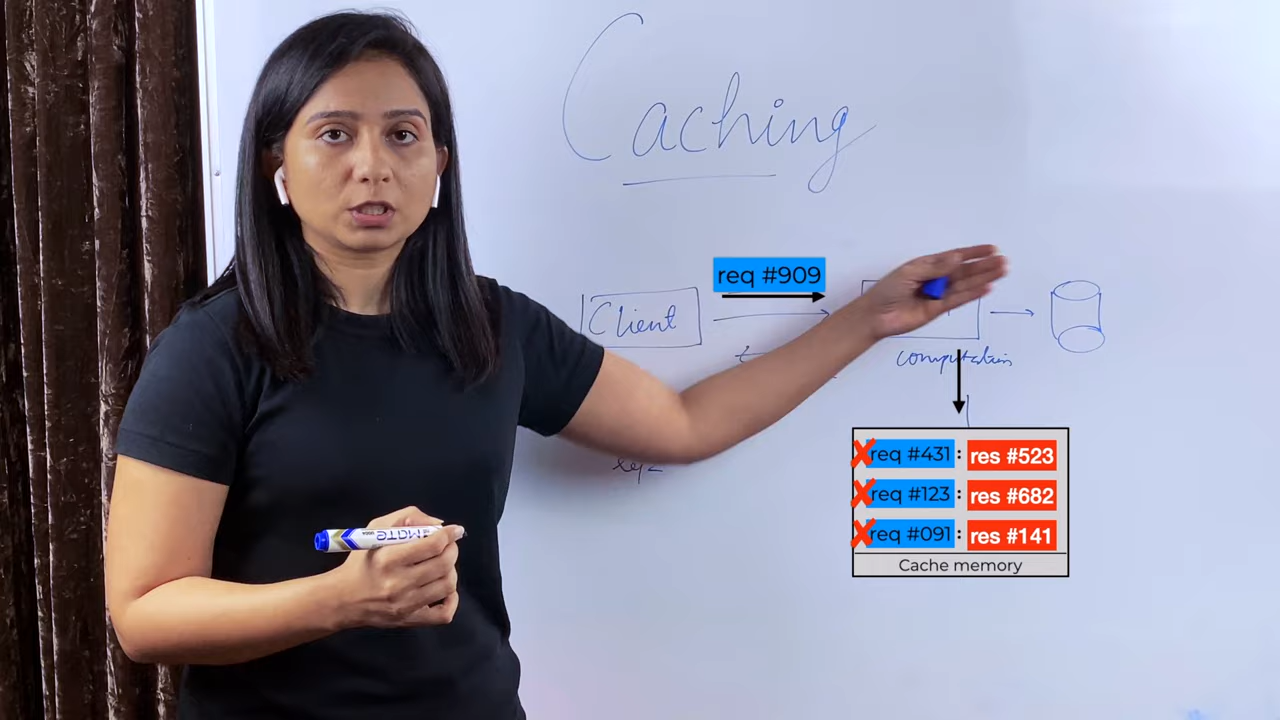 Caching
req #909
Client
computation
req #431 : res #523
req #123 : res #682
req #091 : res #141
Cache memory